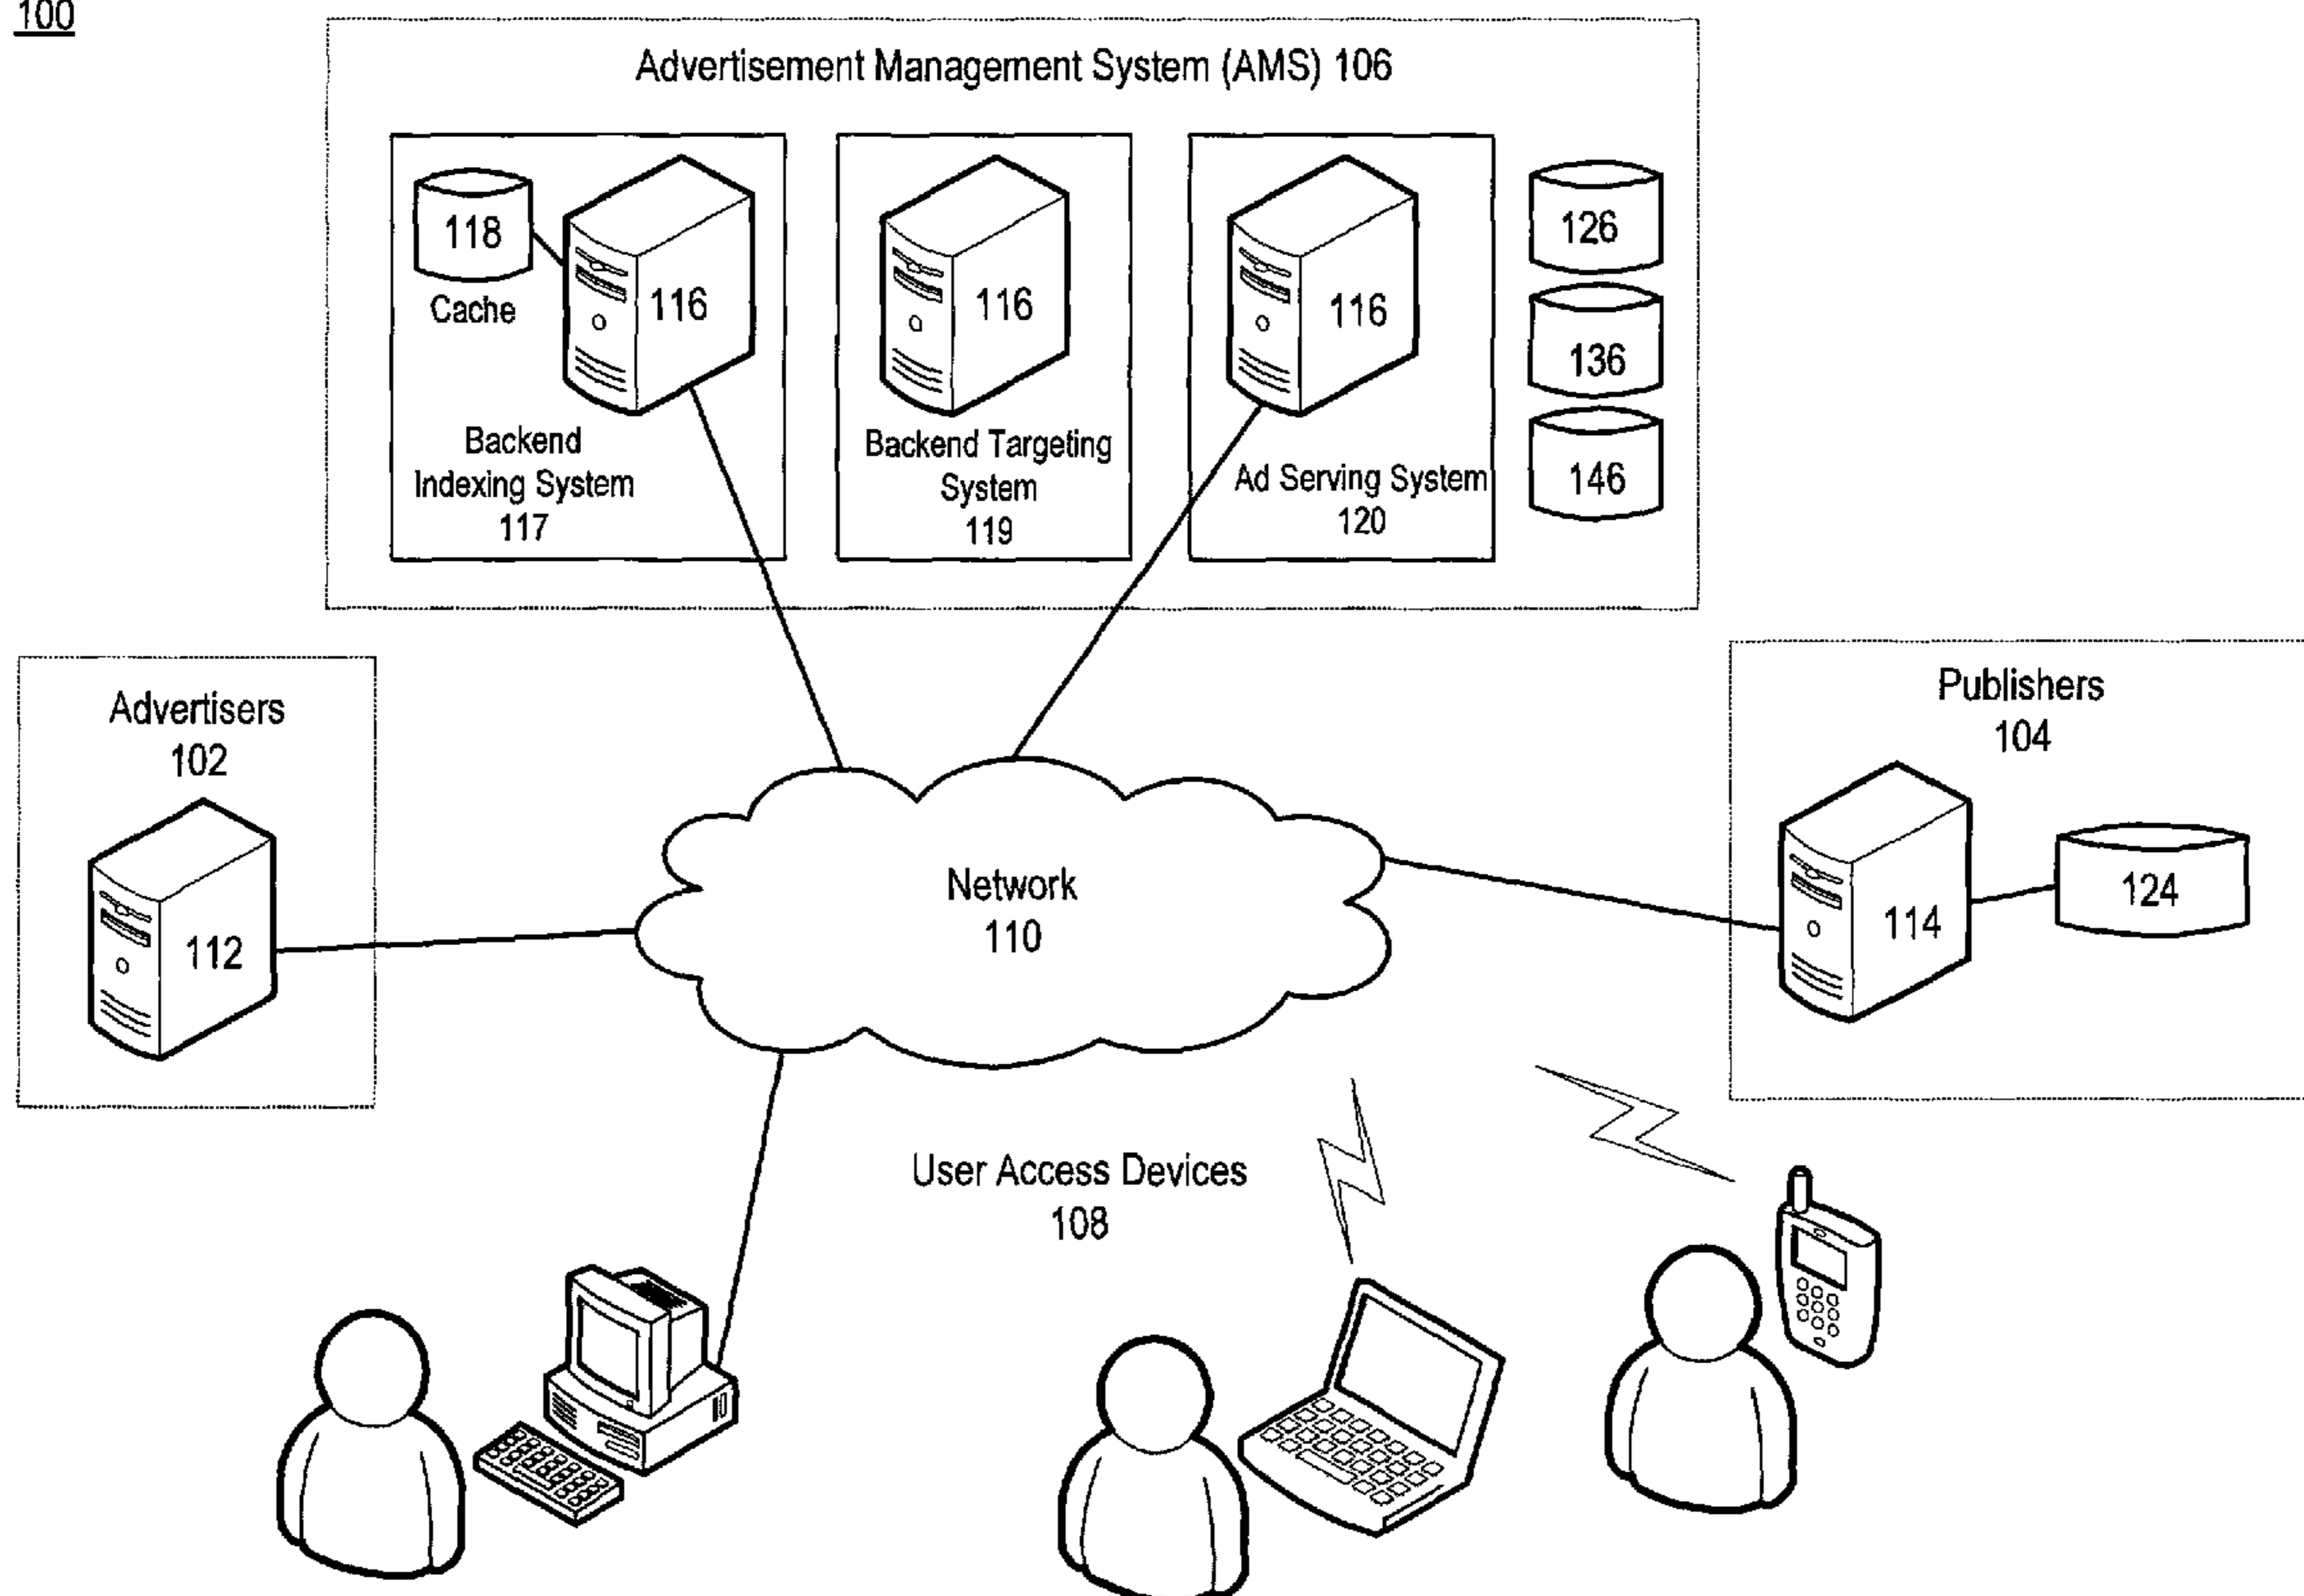 100
Advertisement Management System (AMS) 106
118
Cache
116
Backend
Indexing System
117
116
Backend Targeting
System
119
116
Ad Serving System
120
126
136
146
Advertisers
102
112
Network
110
Publishers
104
114
124
User Access Devices
108